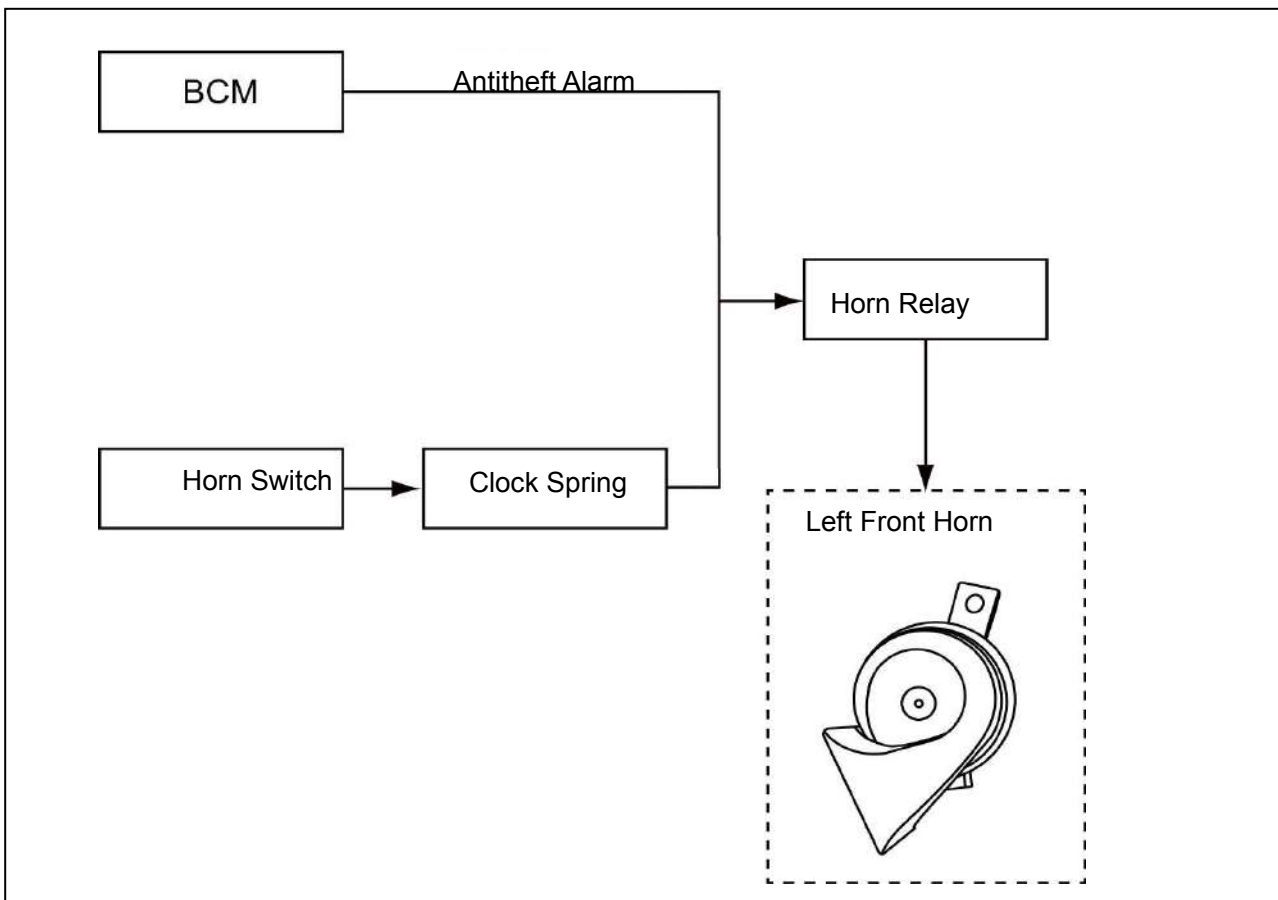 BCM
Antitheft Alarm
Horn Relay
Horn Switch
Clock Spring
Left Front Horn